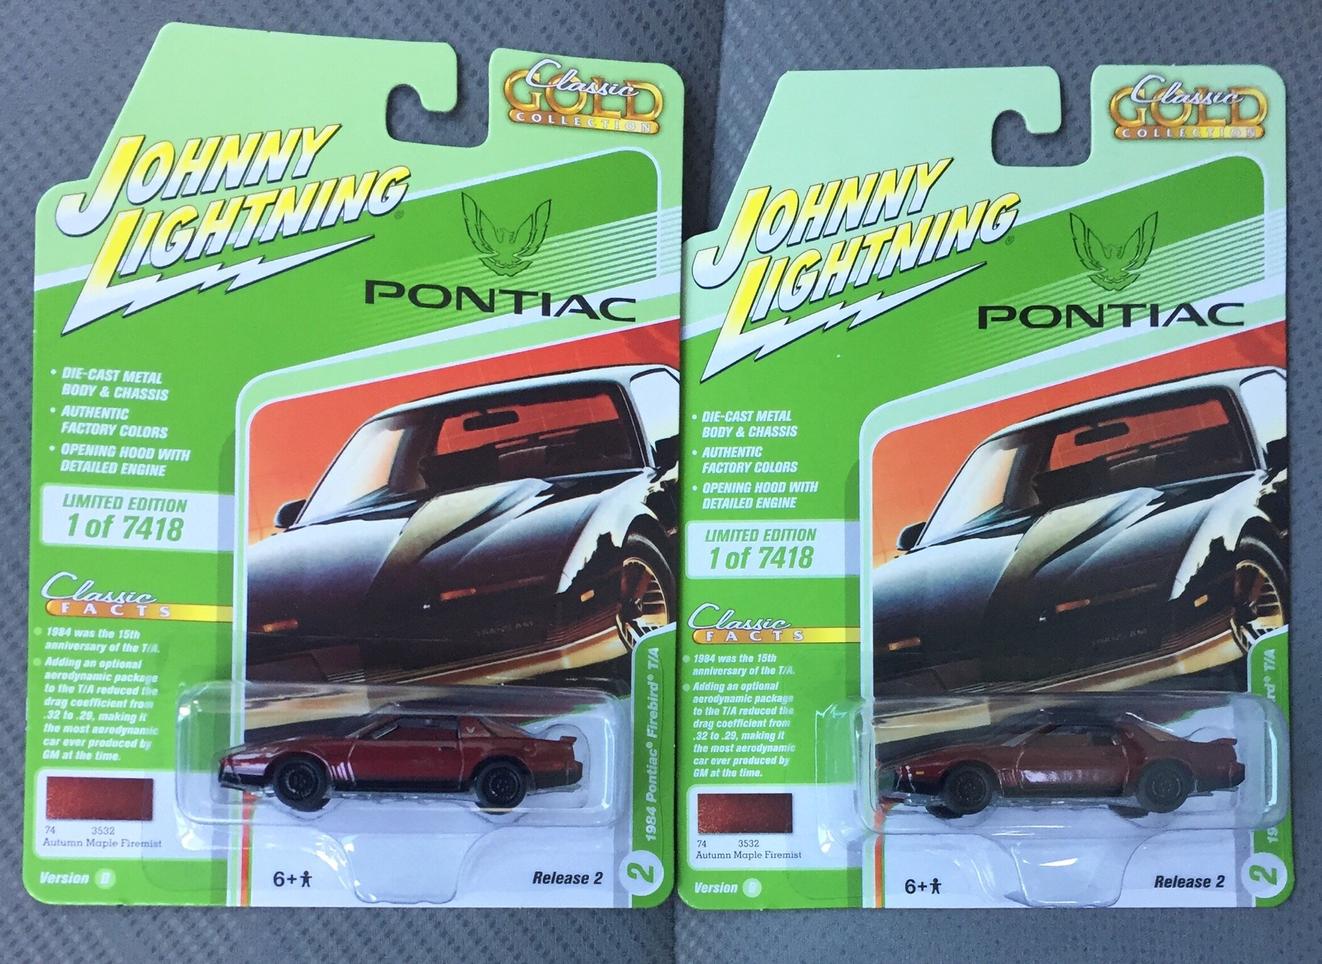 Classic
GOLD
COLLECTION
JOHNNY
LIGHTNING®
PONTIAC
• DIE-CAST METAL
BODY & CHASSIS
• AUTHENTIC
FACTORY COLORS
• OPENING HOOD WITH
DETAILED ENGINE
LIMITED EDITION
1 of 7418
Classic
FACTS
1984 was the 15th
anniversary of the T/A.
Adding an optional
aerodynamic package
to the T/A reduced the
drag coefficient from
.32 to .29, making it
the most aerodynamic
car ever produced by
GM at the time.
74 3532
Autumn Maple Firemist
Version B
6+
Release 2
2
1984 Pontiac® Firebird® T/A
Classic
GOLD
COLLECTION
JOHNNY
LIGHTNING®
PONTIAC
• DIE-CAST METAL
BODY & CHASSIS
• AUTHENTIC
FACTORY COLORS
• OPENING HOOD WITH
DETAILED ENGINE
LIMITED EDITION
1 of 7418
Classic
FACTS
1984 was the 15th
anniversary of the T/A.
Adding an optional
aerodynamic package
to the T/A reduced the
drag coefficient from
.32 to .29, making it
the most aerodynamic
car ever produced by
GM at the time.
74 3532
Autumn Maple Firemist
Version B
6+
Release 2
2
T/A